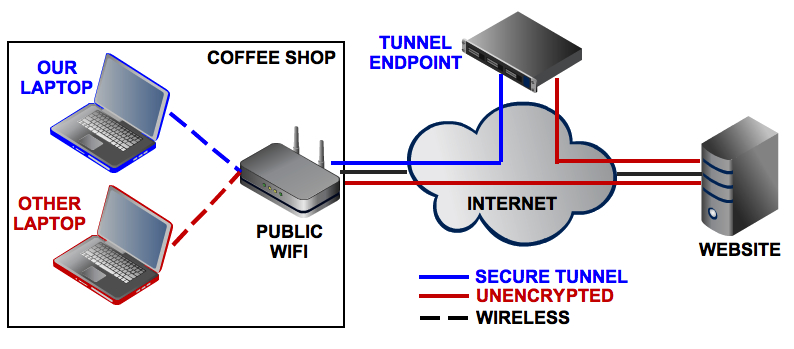 COFFEE SHOP
OUR
LAPTOP
OTHER
LAPTOP
PUBLIC
WIFI
TUNNEL
ENDPOINT
INTERNET
WEBSITE
SECURE TUNNEL
UNENCRYPTED
WIRELESS